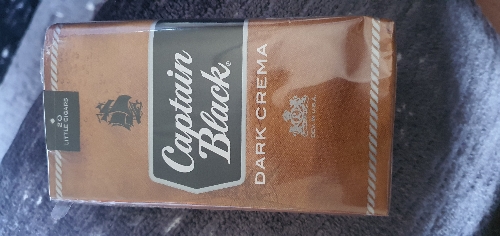 20
LITTLE CIGARS
Captain
Black®
DARK CREMA